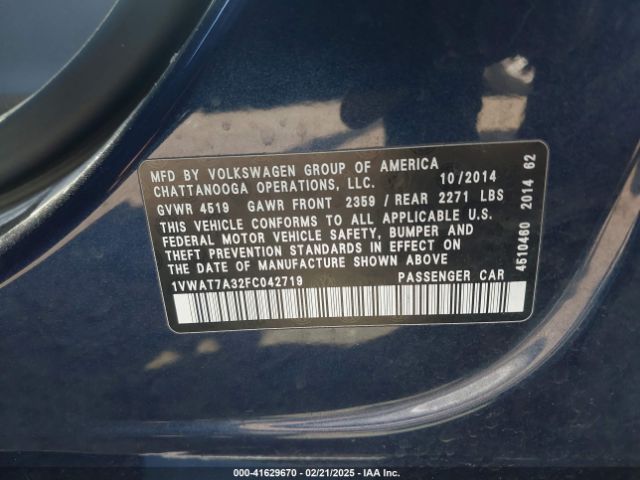 MFD BY VOLKSWAGEN GROUP OF AMERICA
CHATTANOOGA OPERATIONS, LLC. 10/2014
GVWR 4519 GAWR FRONT 2359 / REAR 2271 LBS
THIS VEHICLE CONFORMS TO ALL APPLICABLE U.S.
FEDERAL MOTOR VEHICLE SAFETY, BUMPER AND
THEFT PREVENTION STANDARDS IN EFFECT ON
THE DATE OF MANUFACTURE SHOWN ABOVE
1VWAT7A32FC042719 PASSENGER CAR
4510460 2014 62
000-41629670 - 02/21/2025 - IAA Inc.